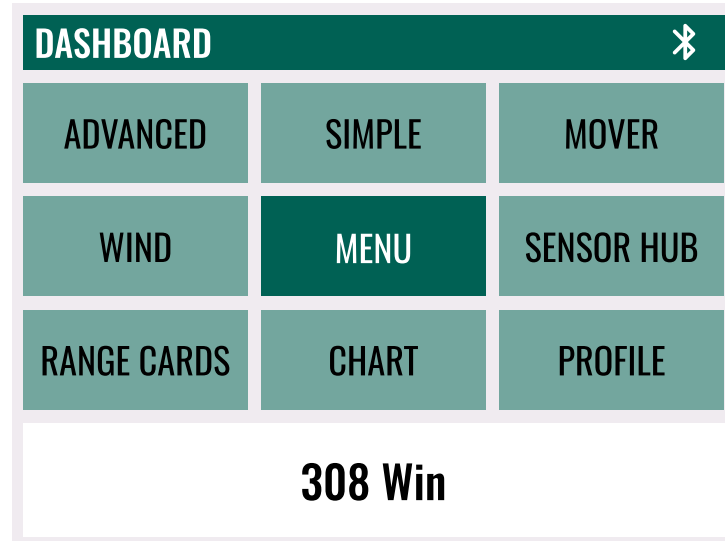 DASHBOARD
ADVANCED SIMPLE MOVER
WIND MENU SENSOR HUB
RANGE CARDS CHART PROFILE
308 Win